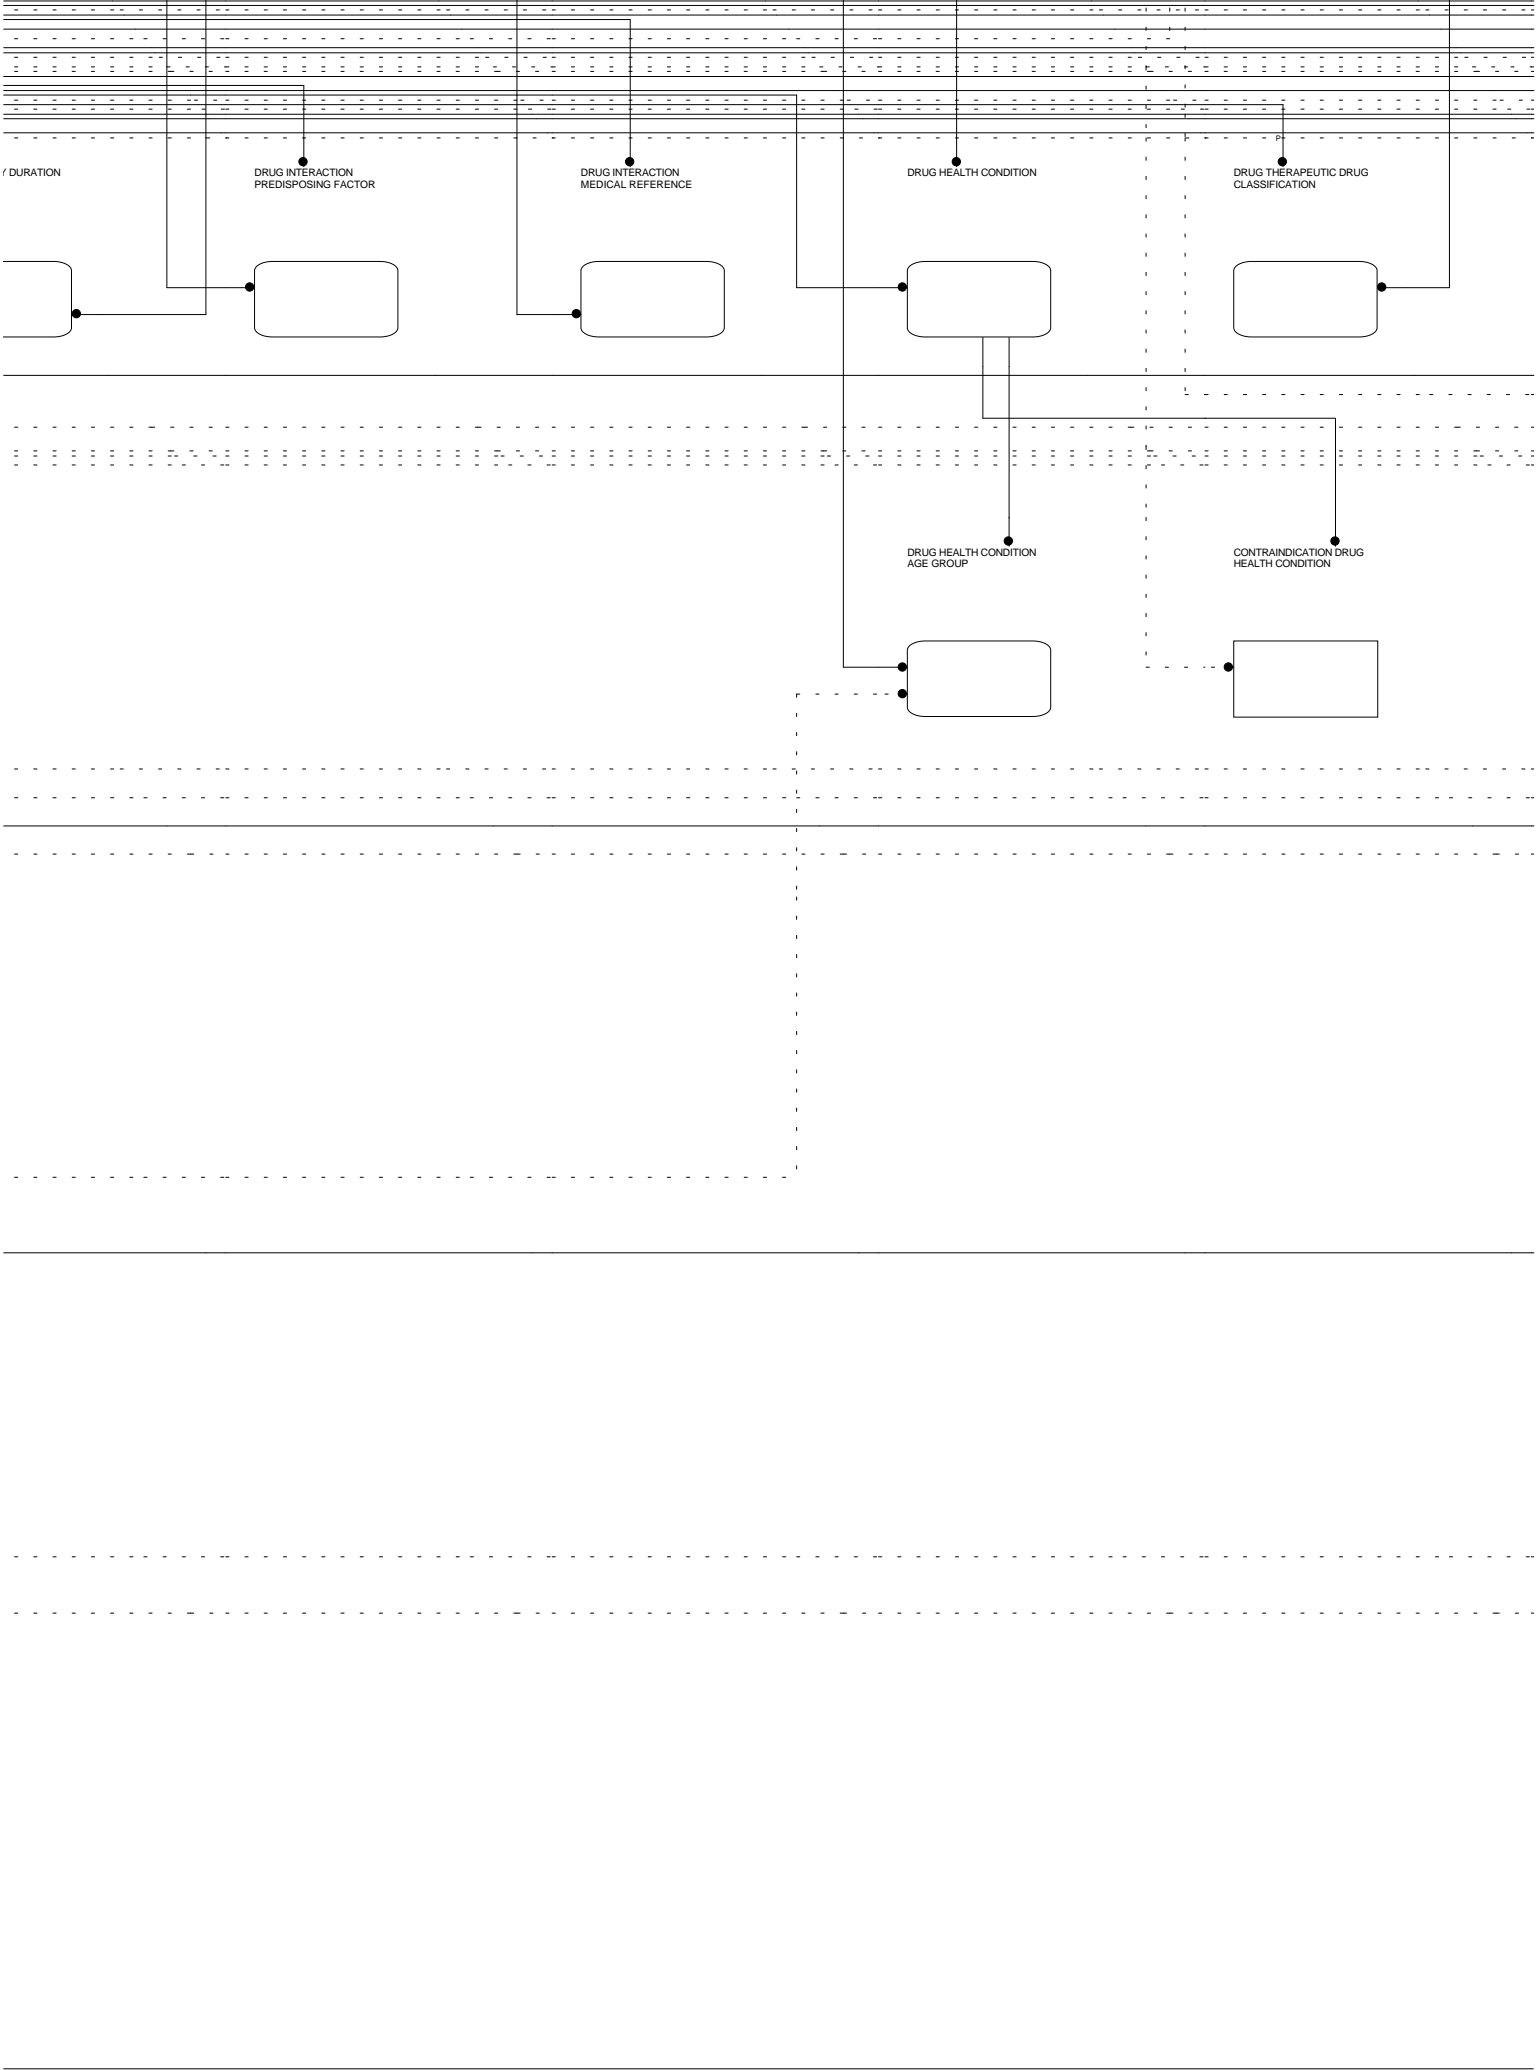 DURATION
DRUG INTERACTION
PREDISPOSING FACTOR
DRUG INTERACTION
MEDICAL REFERENCE
DRUG HEALTH CONDITION
P
DRUG THERAPEUTIC DRUG
CLASSIFICATION
DRUG HEALTH CONDITION
AGE GROUP
CONTRAINDICATION DRUG
HEALTH CONDITION